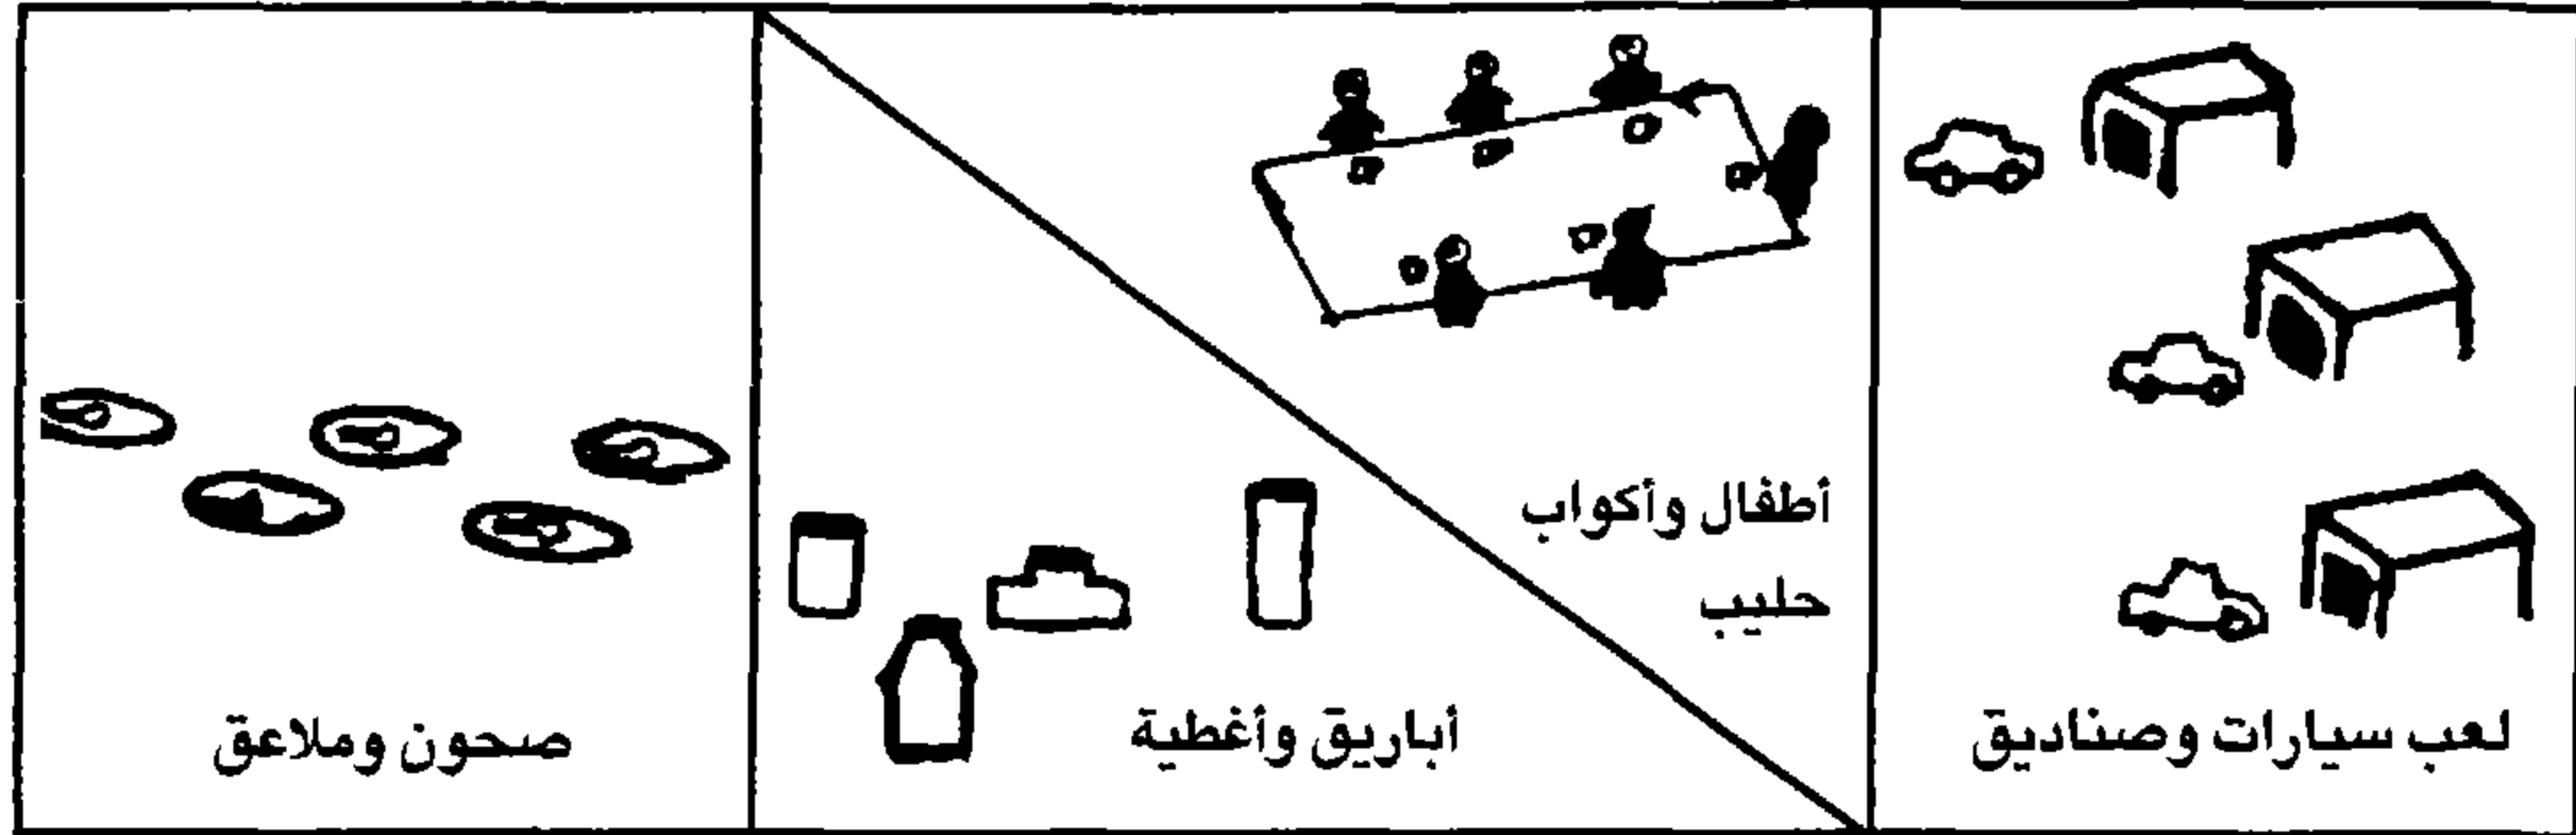 أطفال وأكواب
حليب
لعب سيارات وصناديق
أباريق وأغطية
صحون وملاعق